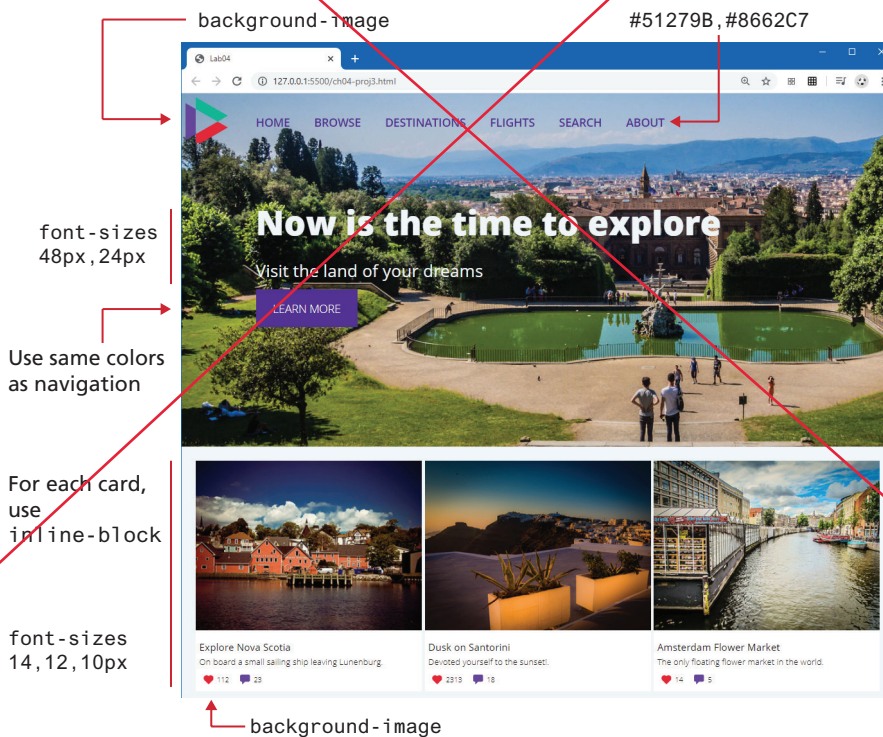 background-image
#51279B,#8662C7
Lab04
127.0.0.1:5500/ch04-proj3.html
HOME BROWSE DESTINATIONS FLIGHTS SEARCH ABOUT
font-sizes
48px,24px
Now is the time to explore
Visit the land of your dreams
LEARN MORE
Use same colors
as navigation
For each card,
use
inline-block
font-sizes
14,12,10px
Explore Nova Scotia
On board a small sailing ship leaving Lunenburg.
112 23
Dusk on Santorini
Devoted yourself to the sunset!.
2313 18
Amsterdam Flower Market
The only floating flower market in the world.
14 5
background-image